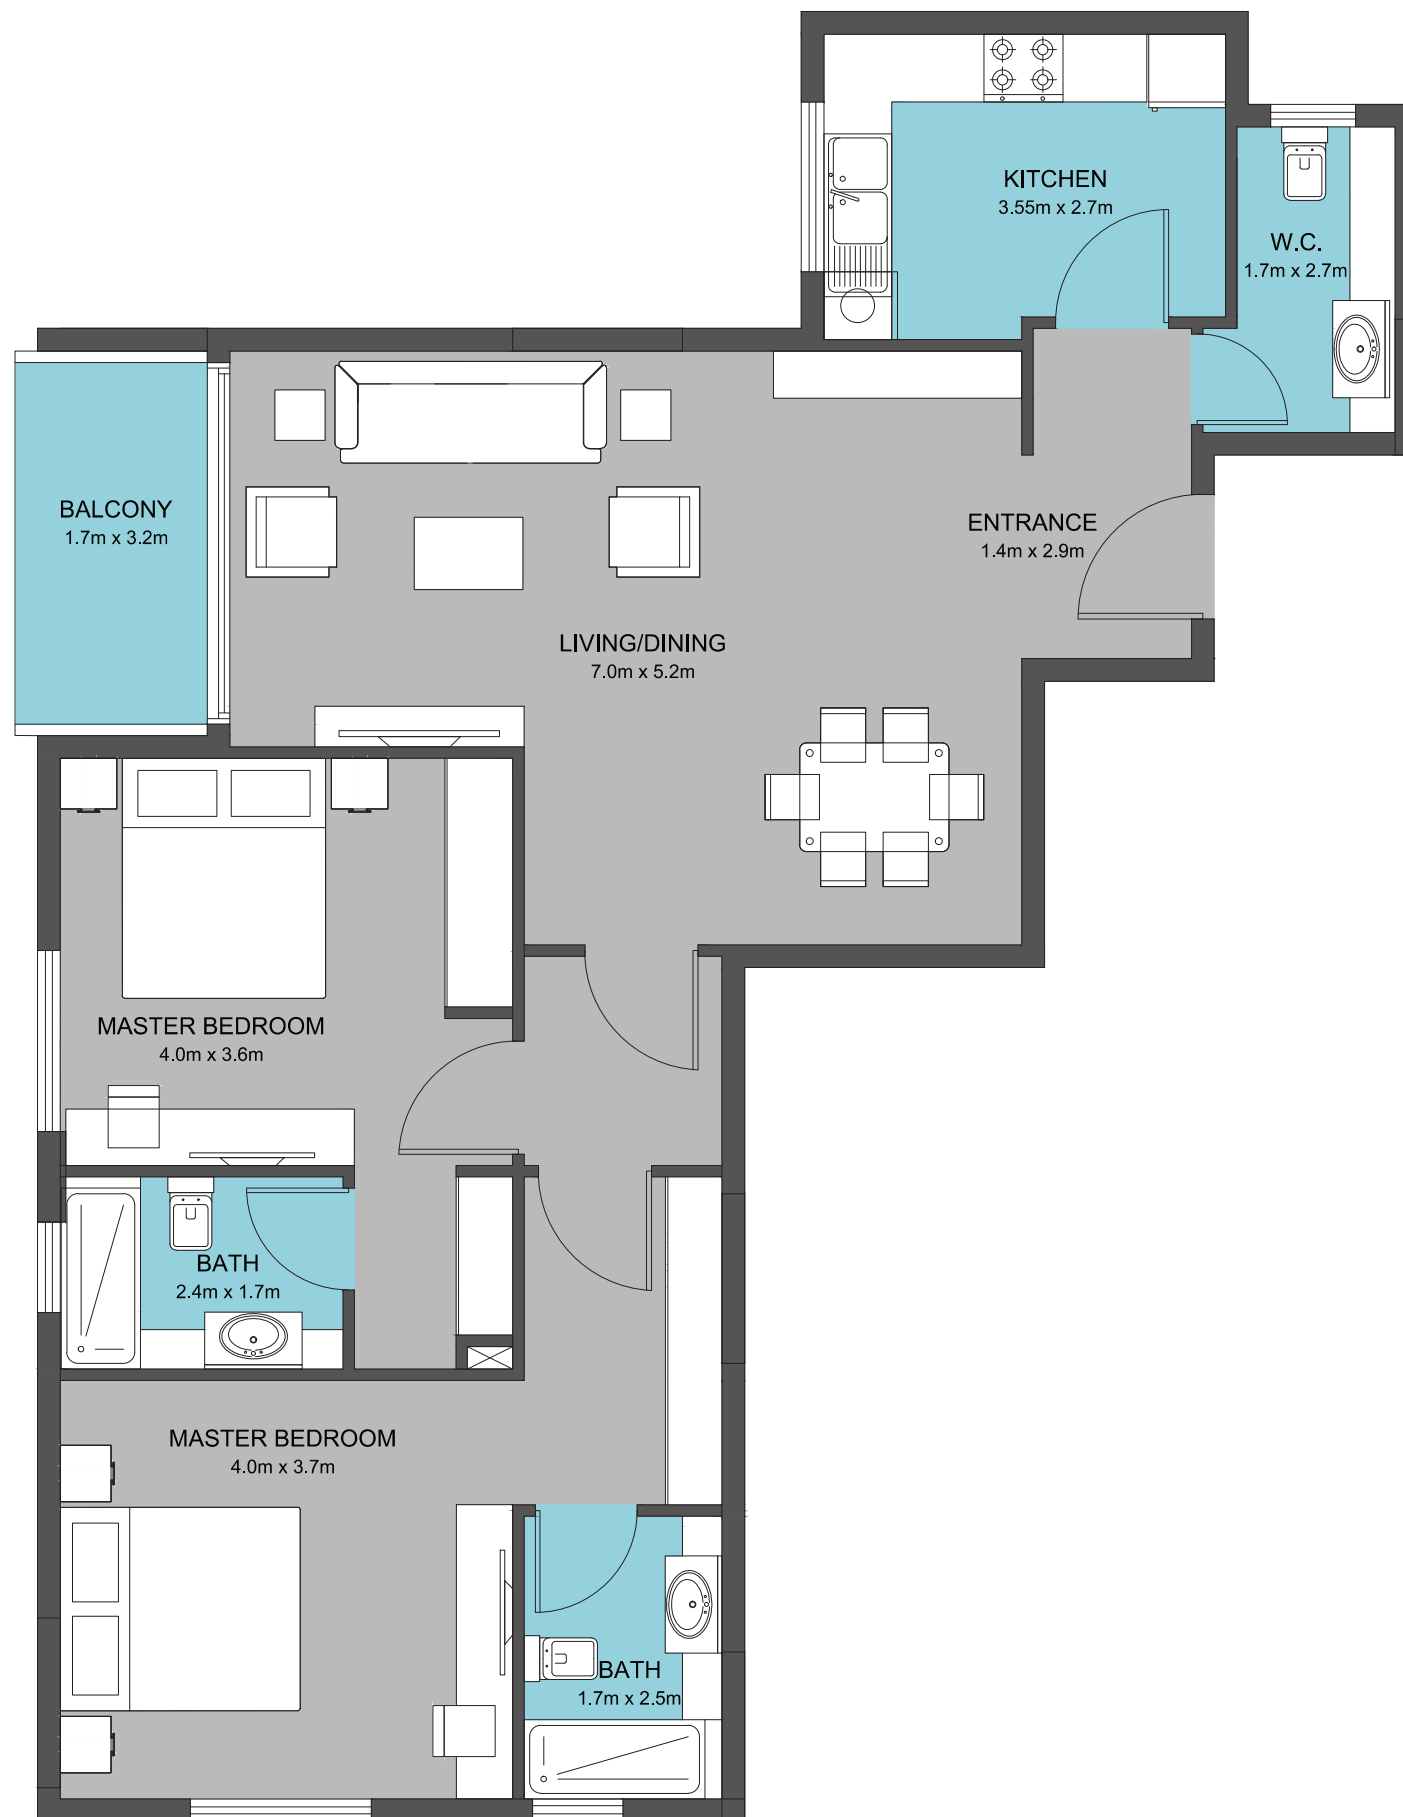 KITCHEN
3.55m x 2.7m
W.C.
1.7m x 2.7m
BALCONY
1.7m x 3.2m
ENTRANCE
1.4m x 2.9m
LIVING/DINING
7.0m x 5.2m
MASTER BEDROOM
4.0m x 3.6m
BATH
2.4m x 1.7m
MASTER BEDROOM
4.0m x 3.7m
BATH
1.7m x 2.5m